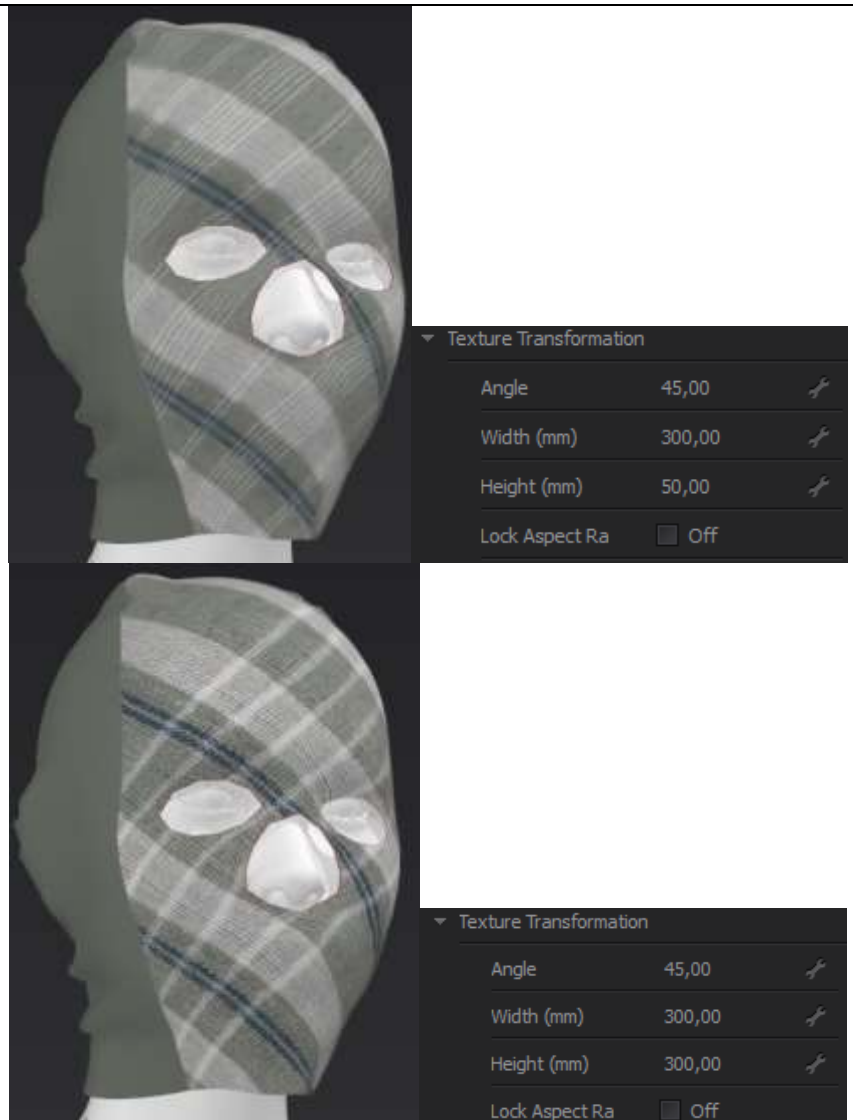 Texture Transformation
Angle 45,00
Width (mm) 300,00
Height (mm) 50,00
Lock Aspect Ra Off
Texture Transformation
Angle 45,00
Width (mm) 300,00
Height (mm) 300,00
Lock Aspect Ra Off